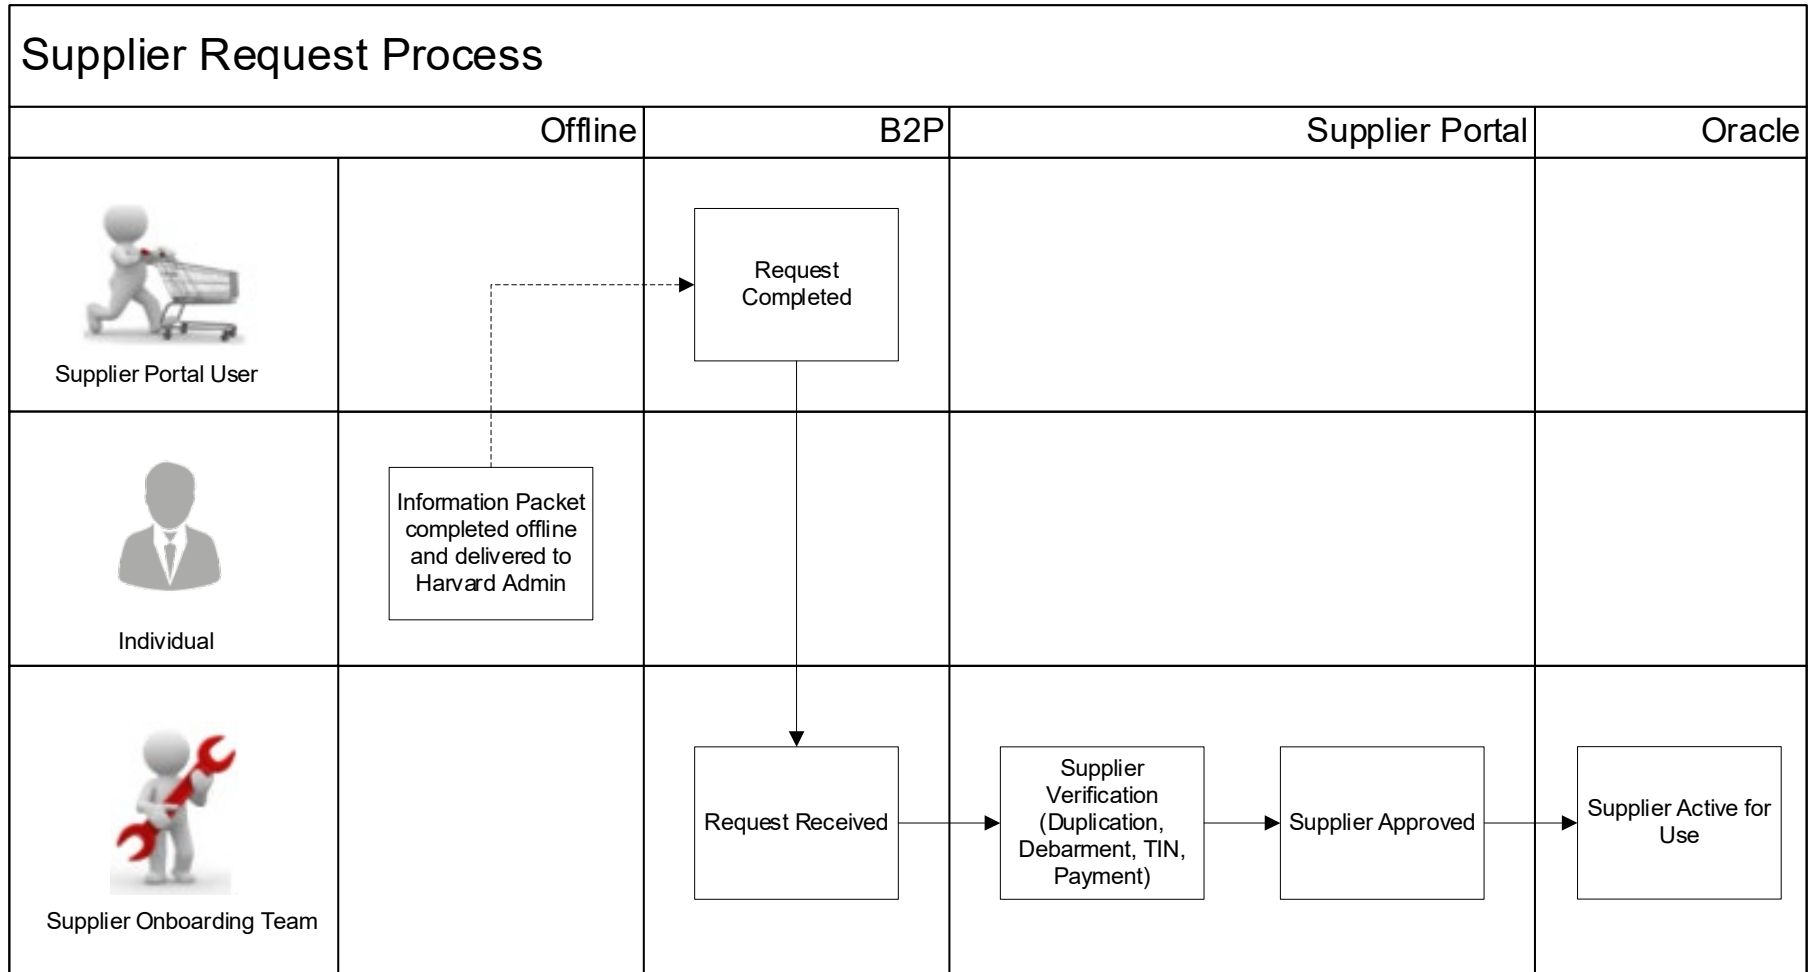 Supplier Request Process
Offline
B2P
Supplier Portal
Oracle
Supplier Portal User
Request
Completed
Individual
Information Packet
completed offline
and delivered to
Harvard Admin
Supplier Onboarding Team
Request Received
Supplier
Verification
(Duplication,
Debarment, TIN,
Payment)
Supplier Approved
Supplier Active for
Use